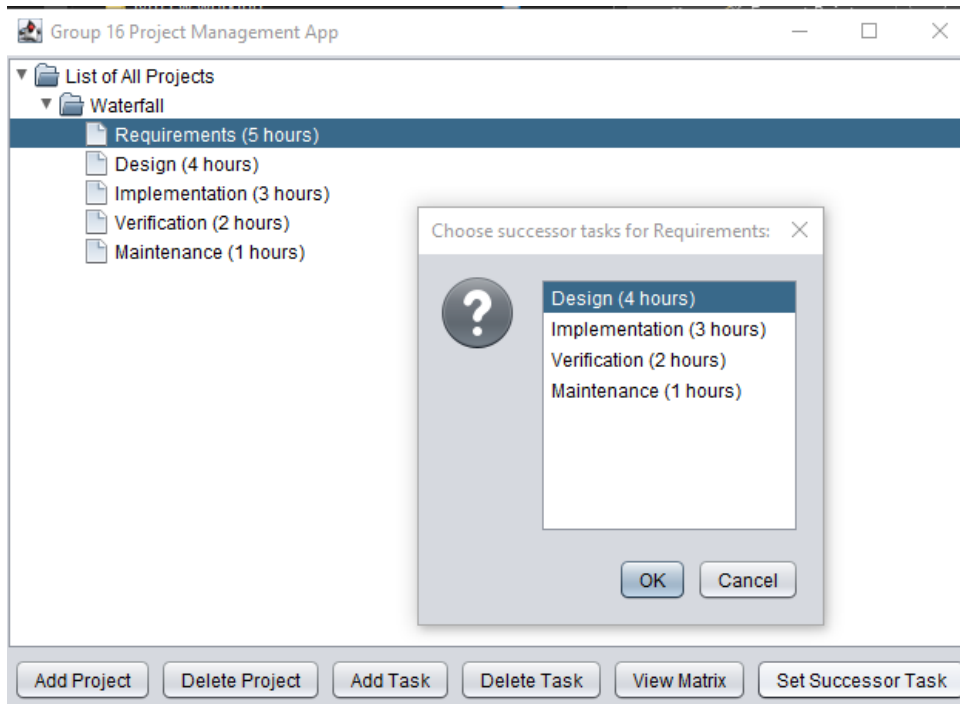 Group 16 Project Management App
List of All Projects
Waterfall
Requirements (5 hours)
Design (4 hours)
Implementation (3 hours)
Verification (2 hours)
Maintenance (1 hours)
Choose successor tasks for Requirements:
?
Design (4 hours)
Implementation (3 hours)
Verification (2 hours)
Maintenance (1 hours)
OK Cancel
Add Project Delete Project Add Task Delete Task View Matrix Set Successor Task